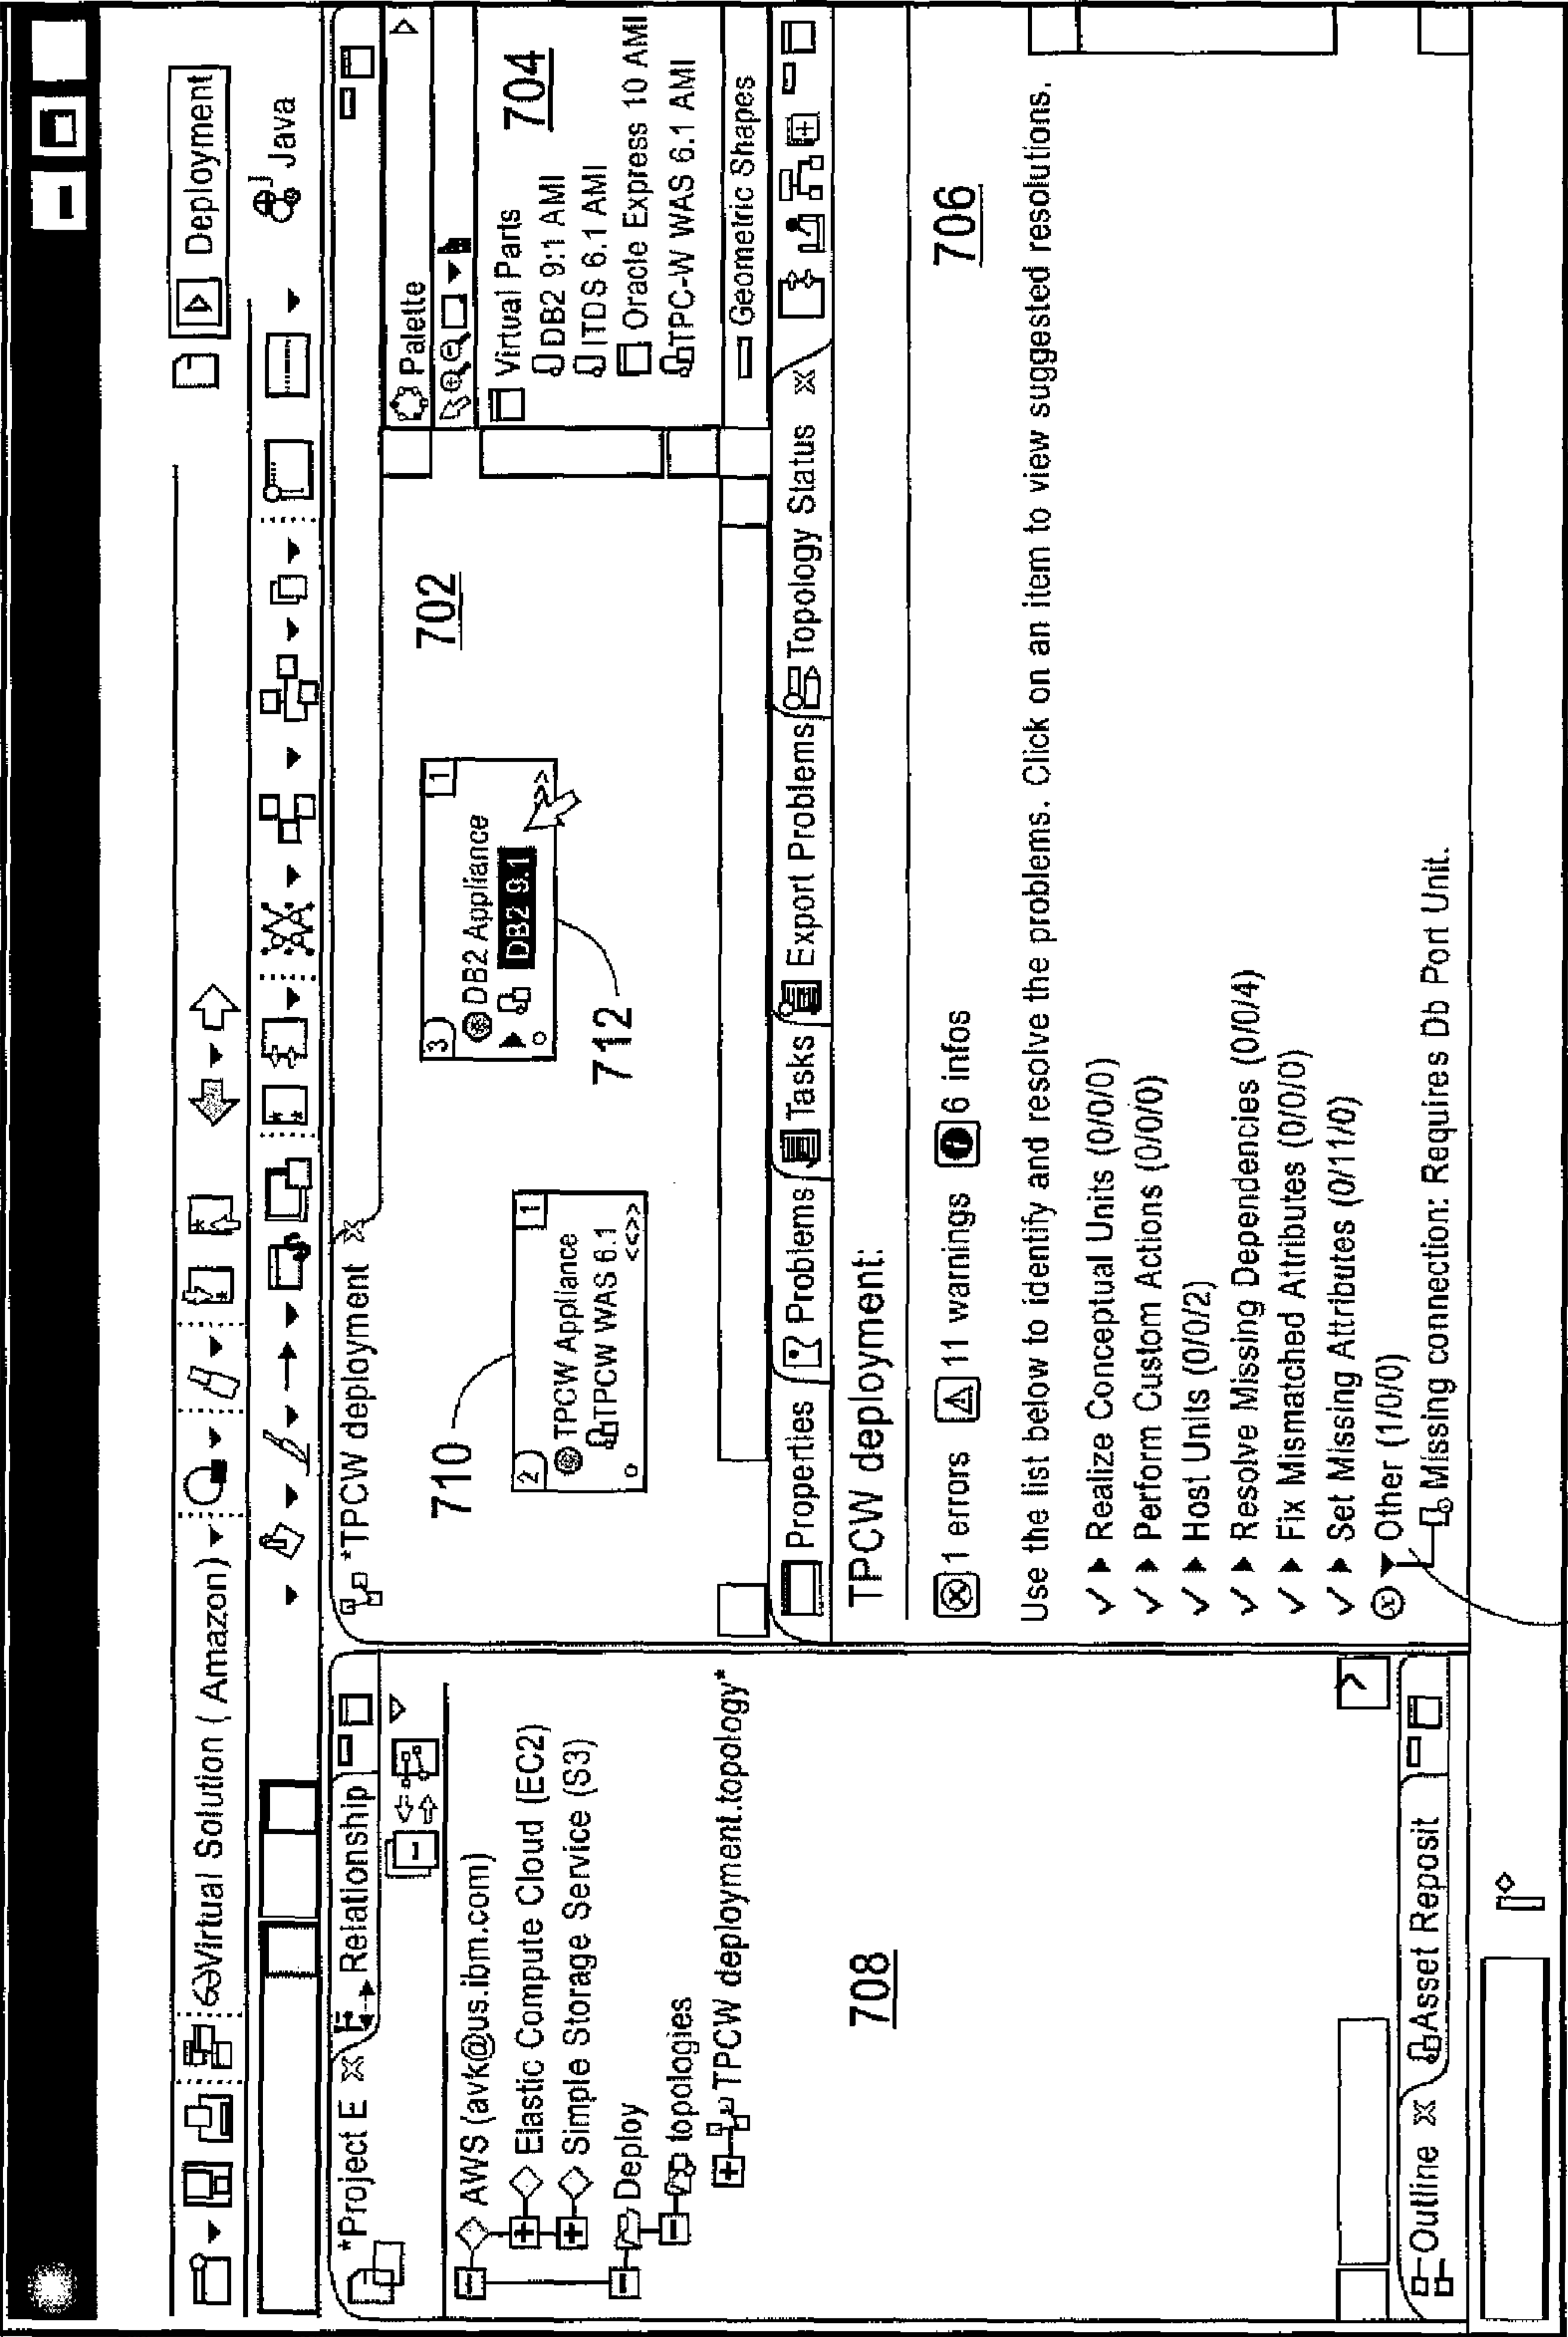 Virtual Solution ( Amazon)
Deployment
Java
*Project E
Relationship
AWS (avk@us.ibm.com)
Elastic Compute Cloud (EC2)
Simple Storage Service (S3)
Deploy
topologies
TPCW deployment.topology*
708
Outline
Asset Reposit
*TPCW deployment
710
2
1
TPCW Appliance
TPCW WAS 6.1
<<>>
3
1
DB2 Appliance
DB2 9.1
712
702
Palette
Virtual Parts
704
DB2 9:1 AMI
ITDS 6.1 AMI
Oracle Express 10 AMI
TPC-W WAS 6.1 AMI
Geometric Shapes
Properties
Problems
Tasks
Export Problems
Topology Status
TPCW deployment:
1 errors
11 warnings
6 infos
706
Use the list below to identify and resolve the problems. Click on an item to view suggested resolutions.
Realize Conceptual Units (0/0/0)
Perform Custom Actions (0/0/0)
Host Units (0/0/2)
Resolve Missing Dependencies (0/0/4)
Fix Mismatched Attributes (0/0/0)
Set Missing Attributes (0/11/0)
Other (1/0/0)
Missing connection: Requires Db Port Unit.